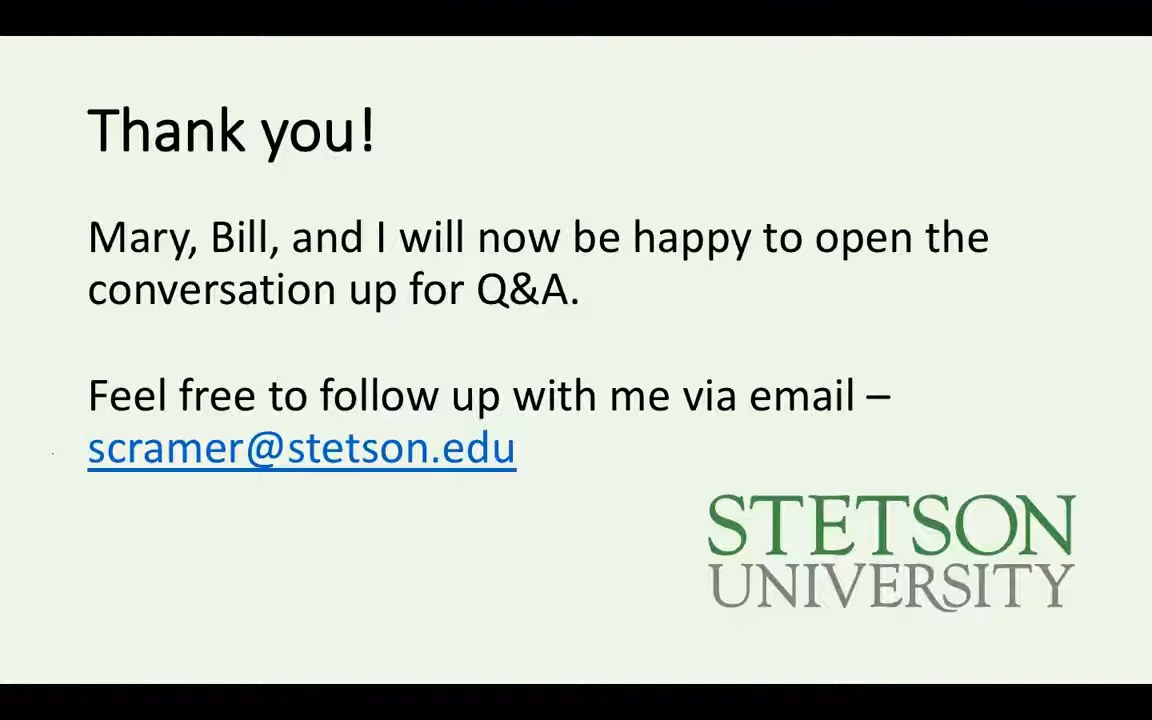 Thank you!
Mary, Bill, and I will now be happy to open the
conversation up for Q&A.
Feel free to follow up with me via email –
scramer@stetson.edu
STETSON
UNIVERSITY